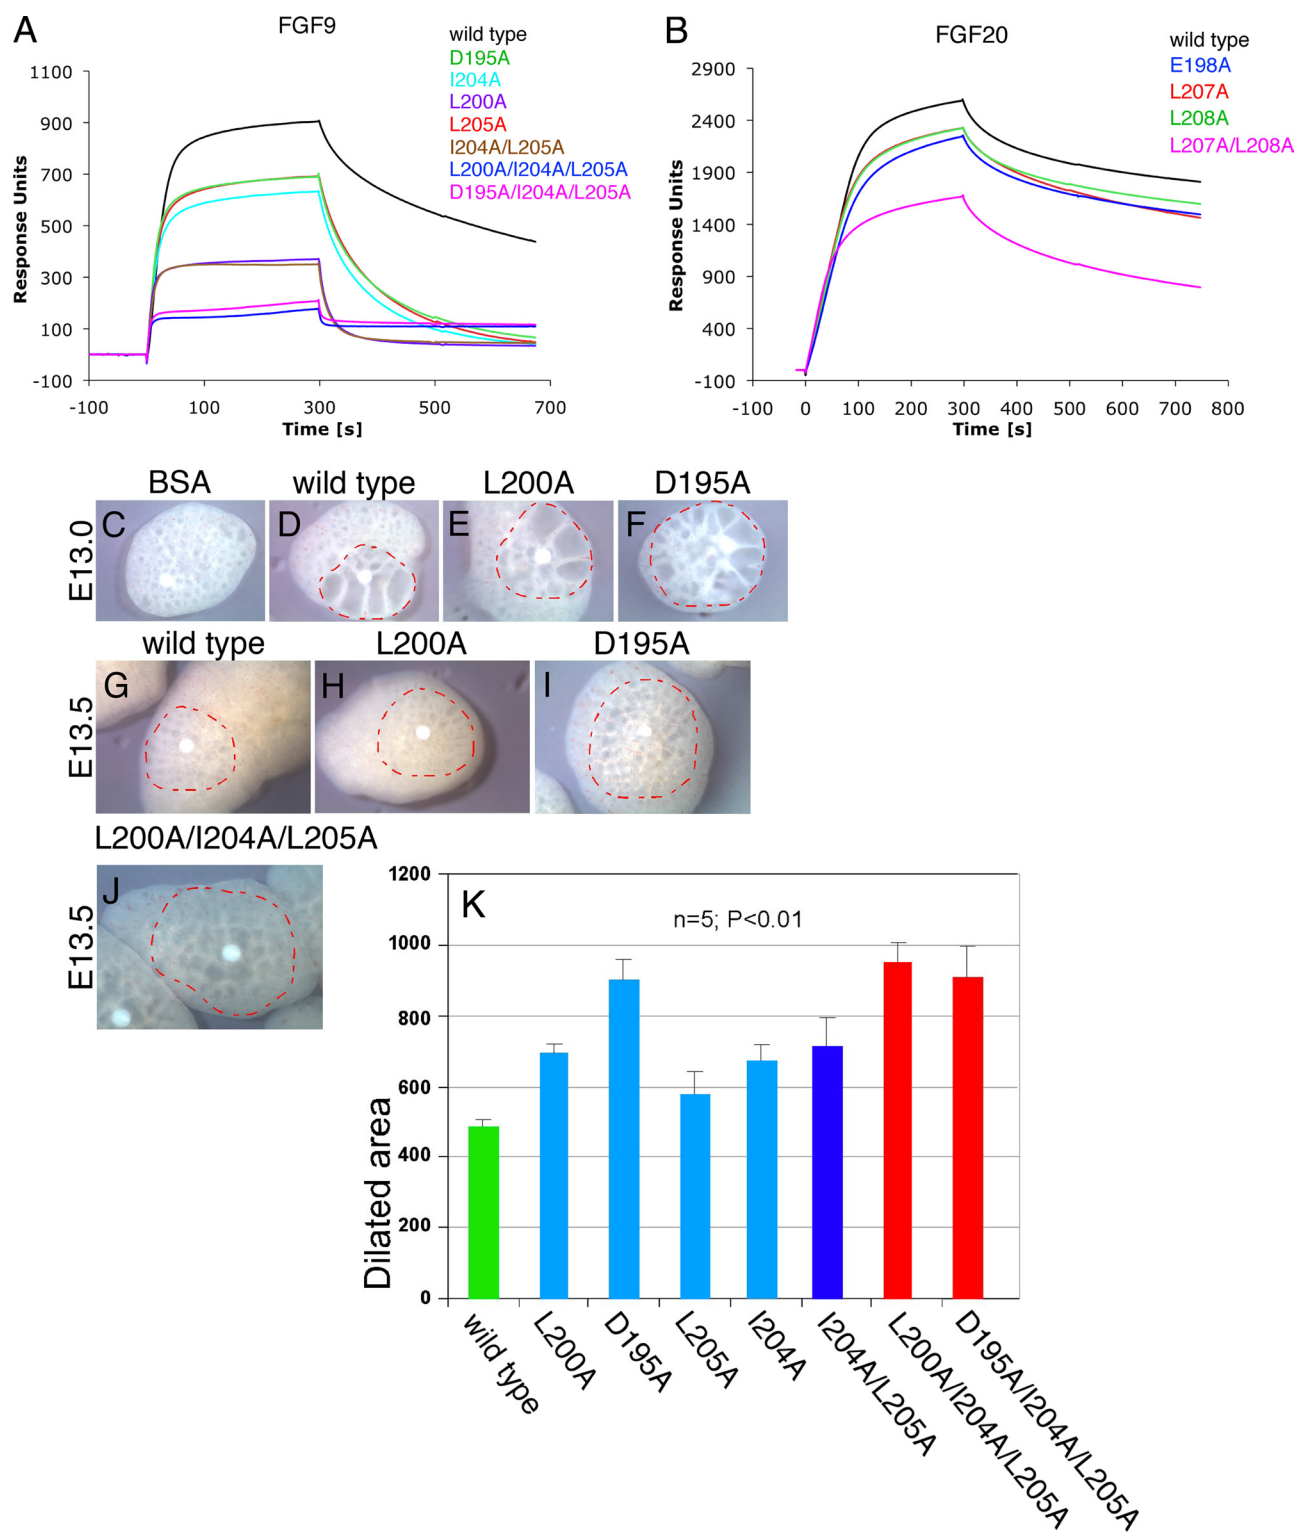 A
FGF9
wild type
D195A
I204A
L200A
L205A
I204A/L205A
L200A/I204A/L205A
D195A/I204A/L205A
1100
900
700
500
300
100
-100
Response Units
-100 100 300 500 700
Time [s]
B
FGF20
wild type
E198A
L207A
L208A
L207A/L208A
2900
2400
1900
1400
900
400
-100
Response Units
-100 0 100 200 300 400 500 600 700 800
Time [s]
BSA wild type L200A D195A
E13.0
C D E F
wild type L200A D195A
E13.5
G H I
L200A/I204A/L205A
E13.5
J
K
n=5; P<0.01
1200
1000
800
600
400
200
0
Dilated area
wild type
L200A
D195A
L205A
I204A
I204A/L205A
L200A/I204A/L205A
D195A/I204A/L205A